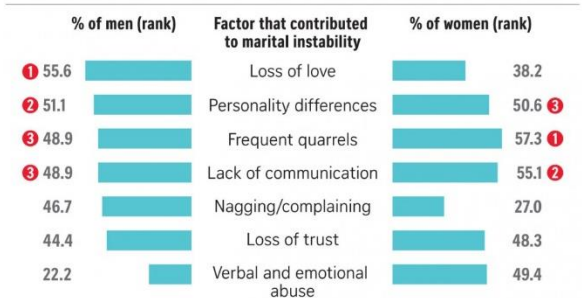 % of men (rank) Factor that contributed % of women (rank)
to marital instability
1 55.6 Loss of love 38.2
2 51.1 Personality differences 50.6 3
3 48.9 Frequent quarrels 57.3 1
3 48.9 Lack of communication 55.1 2
46.7 Nagging/complaining 27.0
44.4 Loss of trust 48.3
22.2 Verbal and emotional 49.4
abuse